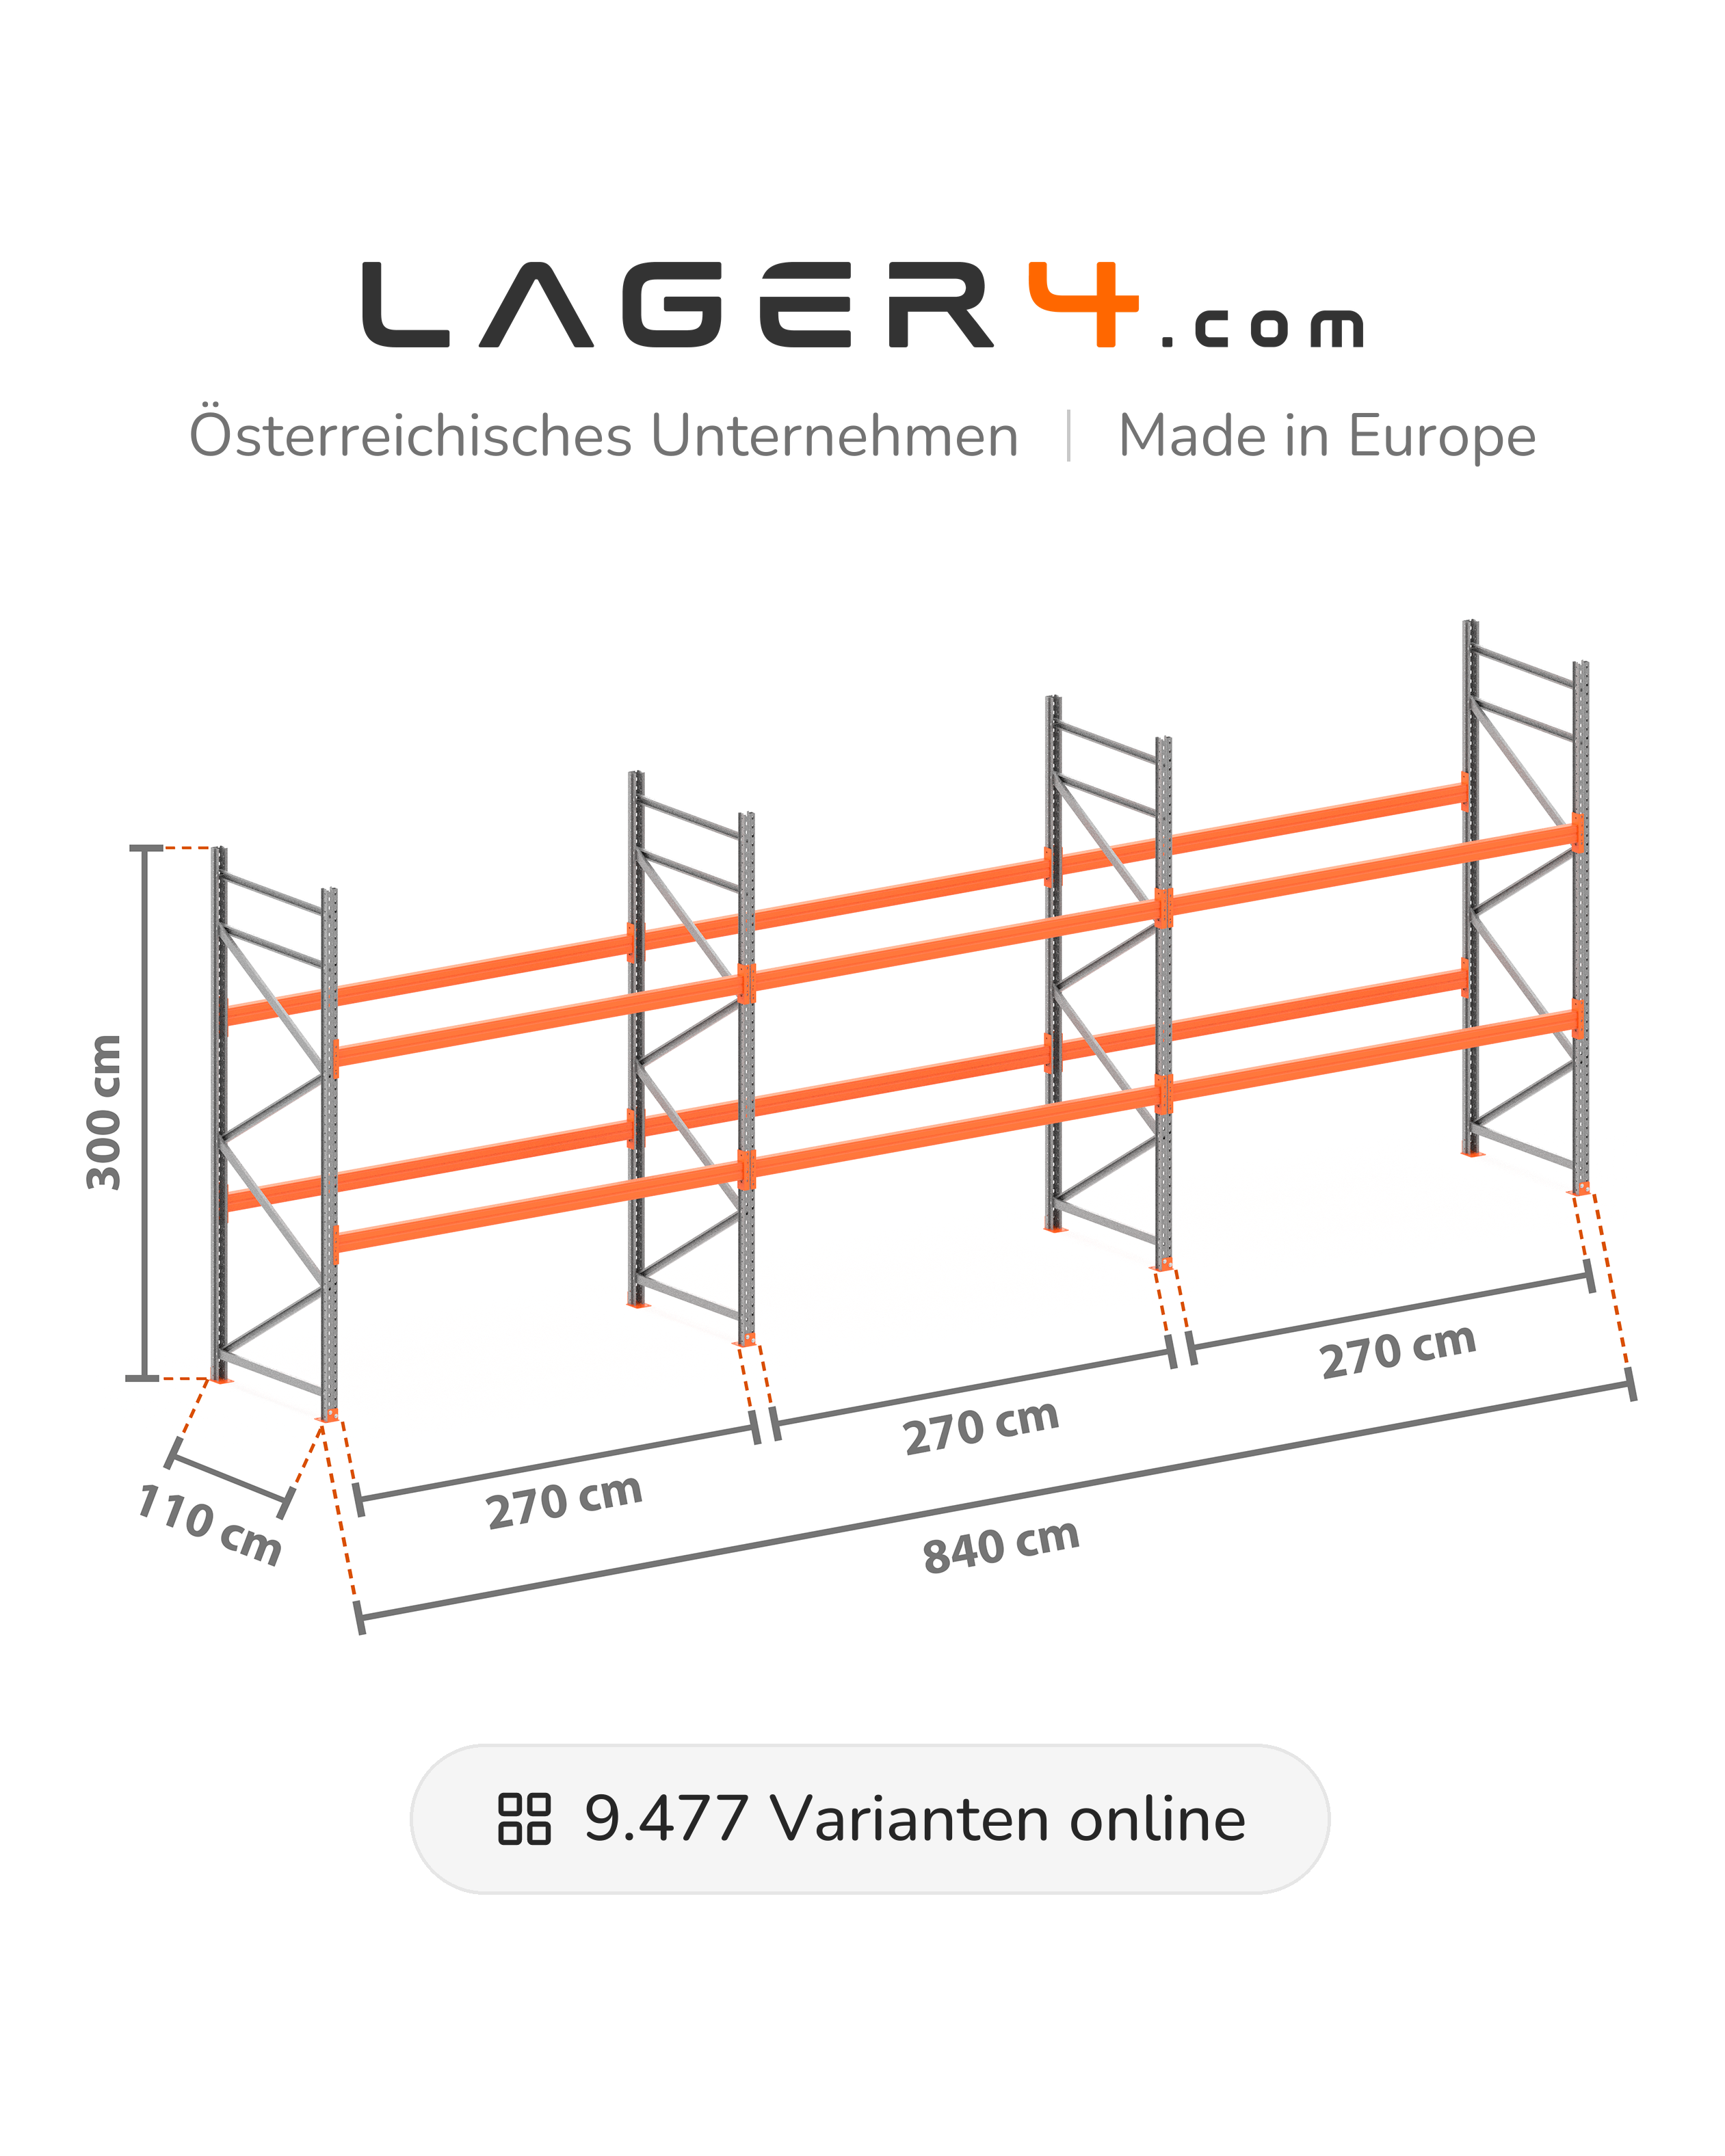 LAGER4.com
Österreichisches Unternehmen | Made in Europe
300 cm
110 cm
270 cm
270 cm
270 cm
840 cm
9.477 Varianten online